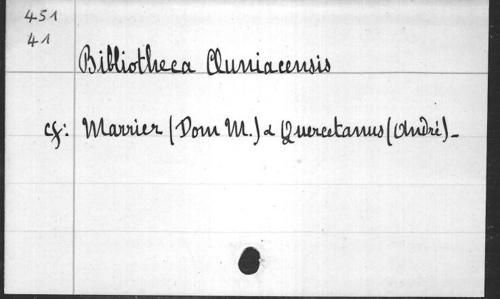 451
41
Bibliotheca Cluniacensis
cf: Marrier (Dom M.) & Quercetanus (André) -